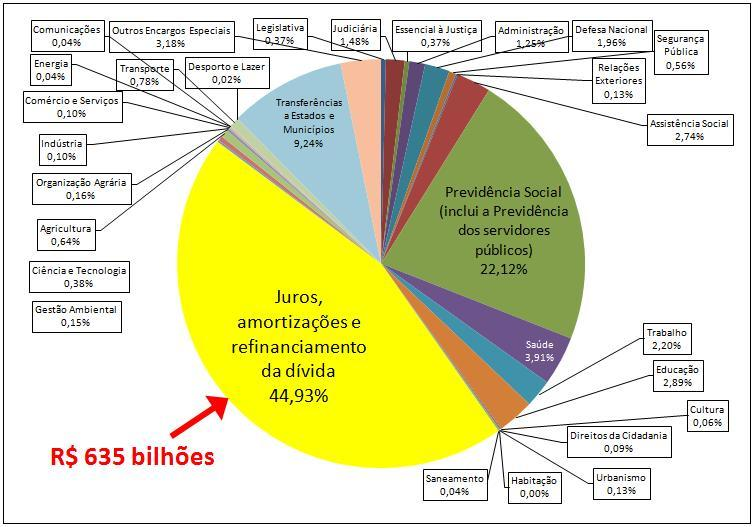 Comunicações
0,04%
Outros Encargos Especiais
3,18%
Legislativa
0,37%
Judiciária
1,48%
Essencial à Justiça
0,37%
Administração
1,25%
Defesa Nacional
1,96%
Segurança
Pública
0,56%
Energia
0,04%
Transporte
0,78%
Desporto e Lazer
0,02%
Relações
Exteriores
0,13%
Comércio e Serviços
0,10%
Transferências
a Estados e
Municípios
9,24%
Assistência Social
2,74%
Indústria
0,10%
Organização Agrária
0,16%
Previdência Social
(inclui a Previdência
dos servidores
públicos)
22,12%
Agricultura
0,64%
Ciência e Tecnologia
0,38%
Gestão Ambiental
0,15%
Juros,
amortizações e
refinanciamento
da dívida
44,93%
Saúde
3,91%
Trabalho
2,20%
Educação
2,89%
Cultura
0,06%
Direitos da Cidadania
0,09%
R$ 635 bilhões
Saneamento
0,04%
Habitação
0,00%
Urbanismo
0,13%